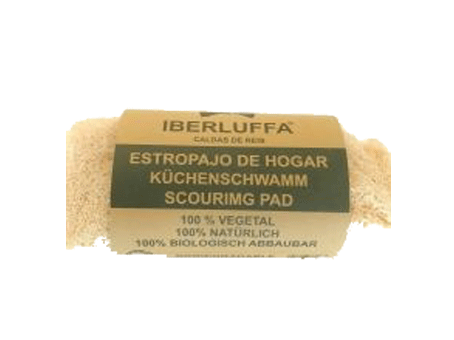 IBERLUFFA®
CALDAS DE REIS
ESTROPAJO DE HOGAR
KÜCHENSCHWAMM
SCOURIMG PAD
100 % VEGETAL
100% NATÜRLICH
100% BIOLOGISCH ABBAUBAR